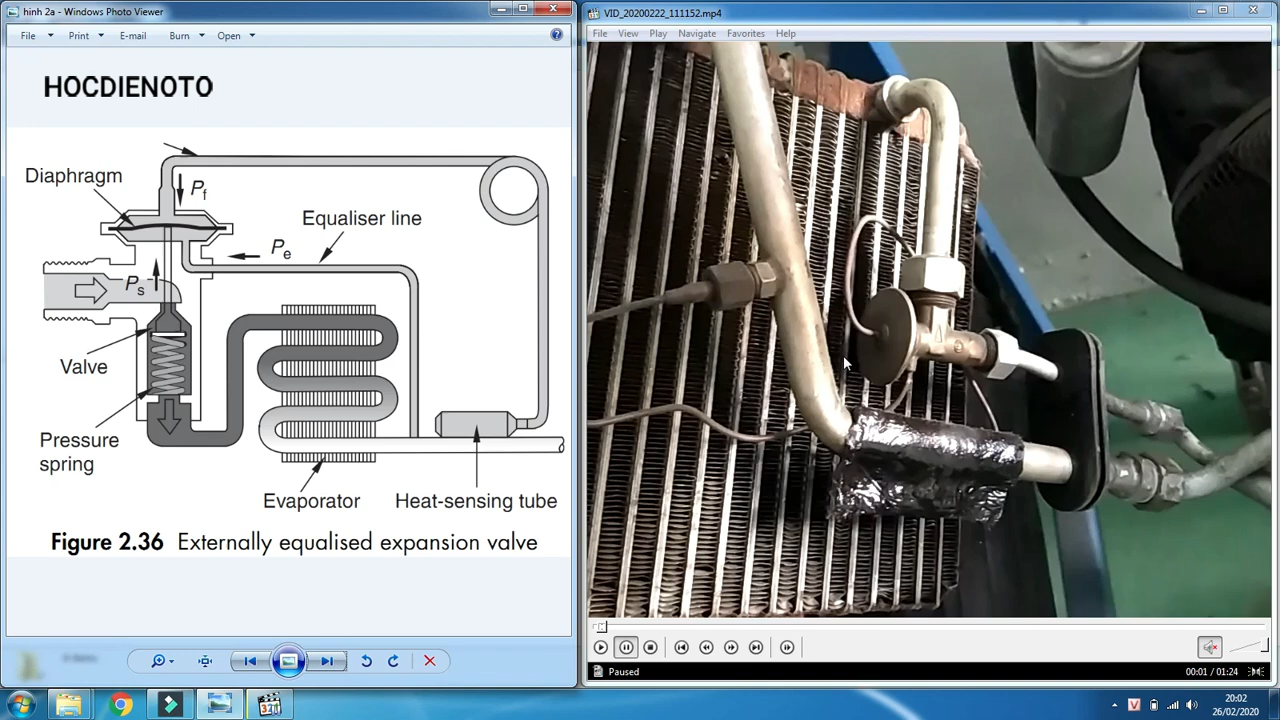 hinh 2a - Windows Photo Viewer
File Print E-mail Burn Open
HOCDIENOTO
Diaphragm
Pf
Equaliser line
Pe
Ps
Valve
Pressure
spring
Evaporator
Heat-sensing tube
Figure 2.36 Externally equalised expansion valve
VID_20200222_111152.mp4
File View Play Navigate Favorites Help
Paused
00:01 / 01:24
V
20:02
26/02/2020